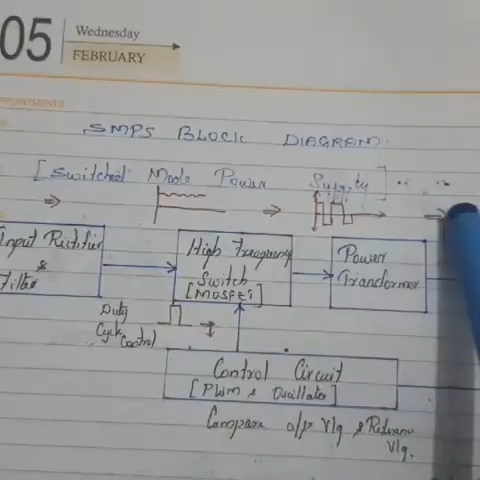 05
Wednesday
FEBRUARY
SMPS BLOCK DIAGRAM
[Switched Mode Power Supply]
Input Rectifier
&
Filter
High Frequency
Switch
[MOSFET]
Power
Tranformer
Duty
Cycle Control
Control Circuit
[PWM & Oscillator]
Compare o/p Vlg & Reference
Vlg.